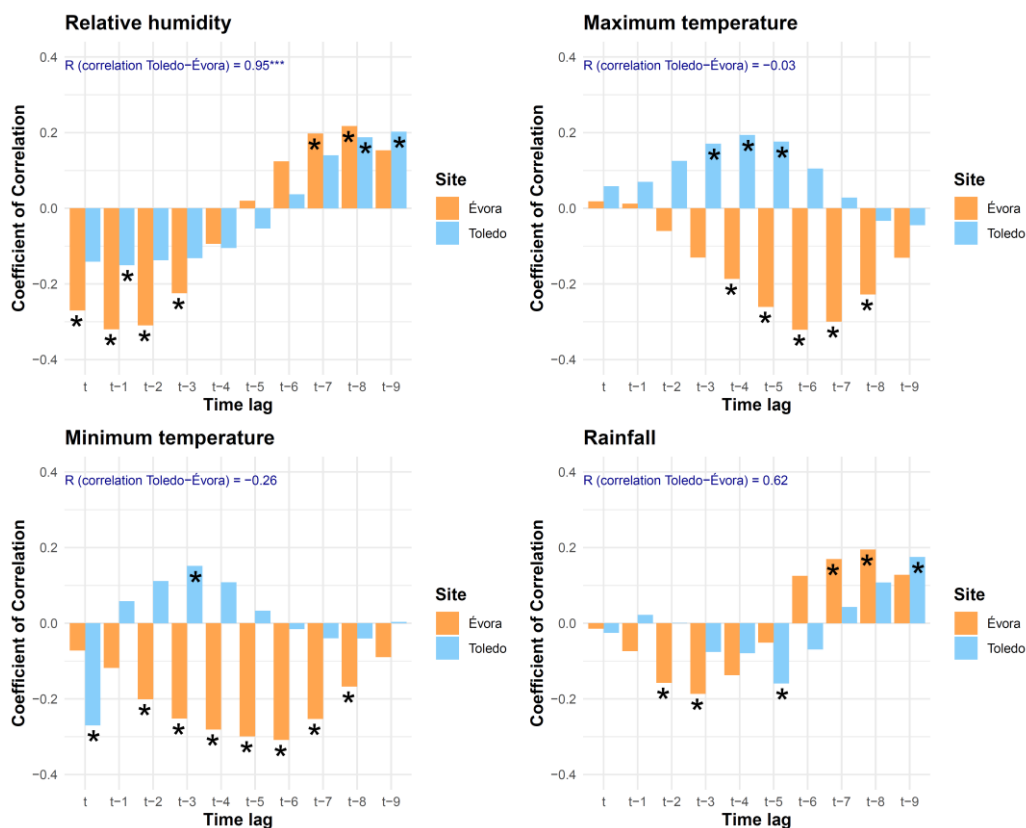 Relative humidity
R (correlation Toledo−Évora) = 0.95***
Coefficient of Correlation
0.4
0.2
0.0
−0.2
−0.4
* * * * * * * * * *
t t−1 t−2 t−3 t−4 t−5 t−6 t−7 t−8 t−9
Time lag
Site
Évora
Toledo
Maximum temperature
R (correlation Toledo−Évora) = −0.03
Coefficient of Correlation
0.4
0.2
0.0
−0.2
−0.4
* * * * * * * *
t t−1 t−2 t−3 t−4 t−5 t−6 t−7 t−8 t−9
Time lag
Site
Évora
Toledo
Minimum temperature
R (correlation Toledo−Évora) = −0.26
Coefficient of Correlation
0.4
0.2
0.0
−0.2
−0.4
* * * * * * * * *
t t−1 t−2 t−3 t−4 t−5 t−6 t−7 t−8 t−9
Time lag
Site
Évora
Toledo
Rainfall
R (correlation Toledo−Évora) = 0.62
Coefficient of Correlation
0.4
0.2
0.0
−0.2
−0.4
* * * * * *
t t−1 t−2 t−3 t−4 t−5 t−6 t−7 t−8 t−9
Time lag
Site
Évora
Toledo